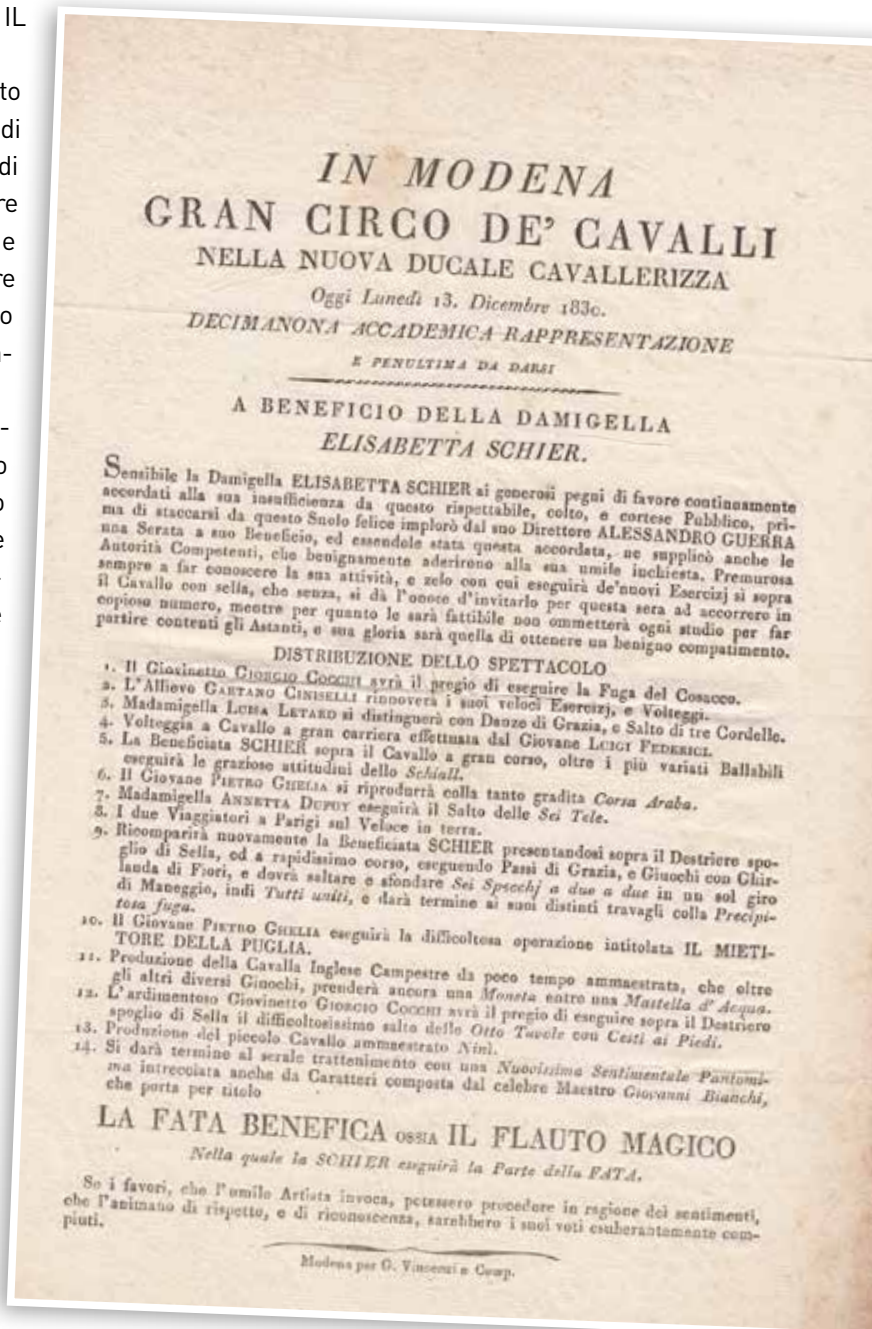 IL
to
di
di
re
e
re
o
-
-
o
o
e
e
IN MODENA
GRAN CIRCO DE' CAVALLI
NELLA NUOVA DUCALE CAVALLERIZZA
Oggi Lunedì 13. Dicembre 1830.
DECIMANONA ACCADEMICA RAPPRESENTAZIONE
E PENULTIMA DA DARSI
A BENEFICIO DELLA DAMIGELLA
ELISABETTA SCHIER.
Sensibile la Damigella ELISABETTA SCHIER ai generosi pegni di favore continuamente
accordati alla sua insufficienza da questo rispettabile, colto, e cortese Pubblico, pri-
ma di staccarsi da questo Suolo felice implorò dal suo Direttore ALESSANDRO GUERRA
una Serata a suo Beneficio, ed essendole stata questa accordata, ne supplicò anche le
Autorità Competenti, che benignamente aderirono alla sua umile inchiesta. Premurosa
sempre a far conoscere la sua attività, e zelo con cui eseguirà de'nuovi Esercizj sì sopra
il Cavallo con sella, che senza, si dà l'onore d'invitarlo per questa sera ad accorrere in
copioso numero, mentre per quanto le sarà fattibile non ommetterà ogni studio per far
partire contenti gli Astanti, e sua gloria sarà quella di ottenere un benigno compatimento.
DISTRIBUZIONE DELLO SPETTACOLO
1. Il Giovinetto GIORGIO COCCHI avrà il pregio di eseguire la Fuga del Cosacco.
2. L'Allievo GAETANO CINISELLI rinnoverà i suoi veloci Esercizj, e Volteggi.
3. Madamigella LUISA LETARD si distinguerà con Danze di Grazia, e Salto di tre Cordelle.
4. Volteggia a Cavallo a gran carriera effettuata dal Giovane LUIGI FEDERICI.
5. La Beneficiata SCHIER sopra il Cavallo a gran corso, oltre i più variati Ballabili
eseguirà le graziose attitudini dello Schiall.
6. Il Giovane PIETRO GHELIA si riprodurrà colla tanto gradita Corsa Araba.
7. Madamigella ANNETTA DUPUY eseguirà il Salto delle Sei Tele.
8. I due Viaggiatori a Parigi sul Veloce in terra.
9. Ricomparirà nuovamente la Beneficiata SCHIER presentandosi sopra il Destriere spo-
glio di Sella, ed a rapidissimo corso, eseguendo Passi di Grazia, e Giuochi con Ghir-
landa di Fiori, e dovrà saltare e sfondare Sei Specchj a due a due in un sol giro
di Maneggio, indi Tutti uniti, e darà termine ai suoi distinti travagli colla Precipi-
tosa fuga.
10. Il Giovane PIETRO GHELIA eseguirà la difficoltosa operazione intitolata IL MIETI-
TORE DELLA PUGLIA.
11. Produzione della Cavalla Inglese Campestre da poco tempo ammaestrata, che oltre
gli altri diversi Giuochi, prenderà ancora una Moneta entro una Mastella d'Acqua.
12. L'ardimentoso Giovinetto GIORGIO COCCHI avrà il pregio di eseguire sopra il Destriero
spoglio di Sella il difficoltosissimo salto delle Otto Tavole con Cesti ai Piedi.
13. Produzione del piccolo Cavallo ammaestrato Nini.
14. Si darà termine al serale trattenimento con una Nuovissima Sentimentale Pantomi-
ma intrecciata anche da Caratteri composta dal celebre Maestro Giovanni Bianchi,
che porta per titolo
LA FATA BENEFICA OSSIA IL FLAUTO MAGICO
Nella quale la SCHIER eseguirà la Parte della FATA.
Se i favori, che l'umile Artista invoca, potessero procedere in ragione dei sentimenti,
che l'animano di rispetto, e di riconoscenza, sarebbero i suoi voti esuberantemente com-
piuti.
Modena per G. Vincenzi e Comp.